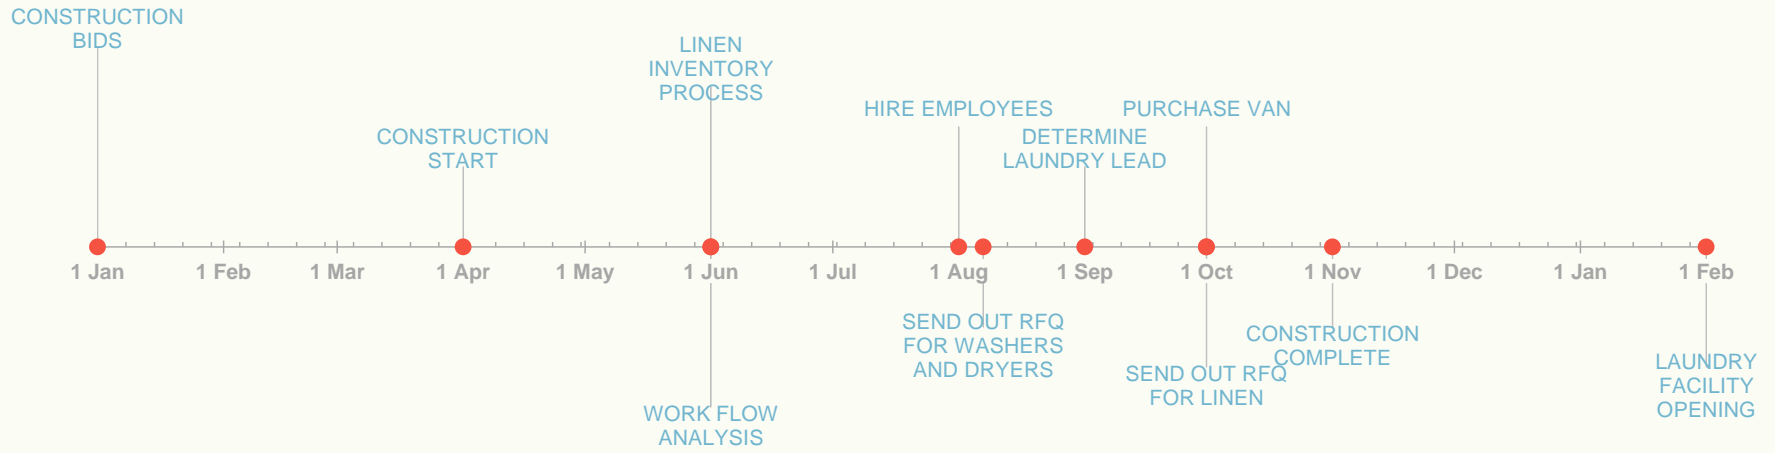 CONSTRUCTION
BIDS
LINEN
INVENTORY
PROCESS
HIRE EMPLOYEES
PURCHASE VAN
CONSTRUCTION
START
DETERMINE
LAUNDRY LEAD
1 Jan
1 Feb
1 Mar
1 Apr
1 May
1 Jun
1 Jul
1 Aug
1 Sep
1 Oct
1 Nov
1 Dec
1 Jan
1 Feb
SEND OUT RFQ
FOR WASHERS
AND DRYERS
CONSTRUCTION
COMPLETE
SEND OUT RFQ
FOR LINEN
LAUNDRY
FACILITY
OPENING
WORK FLOW
ANALYSIS